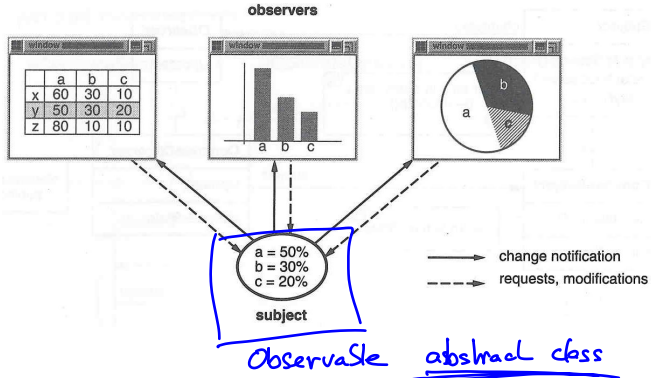 observers
window
window
window
a b c
x 60 30 10
y 50 30 20
z 80 10 10
a b c
a
b
c
a = 50%
b = 30%
c = 20%
subject
change notification
requests, modifications
Observable abstract class